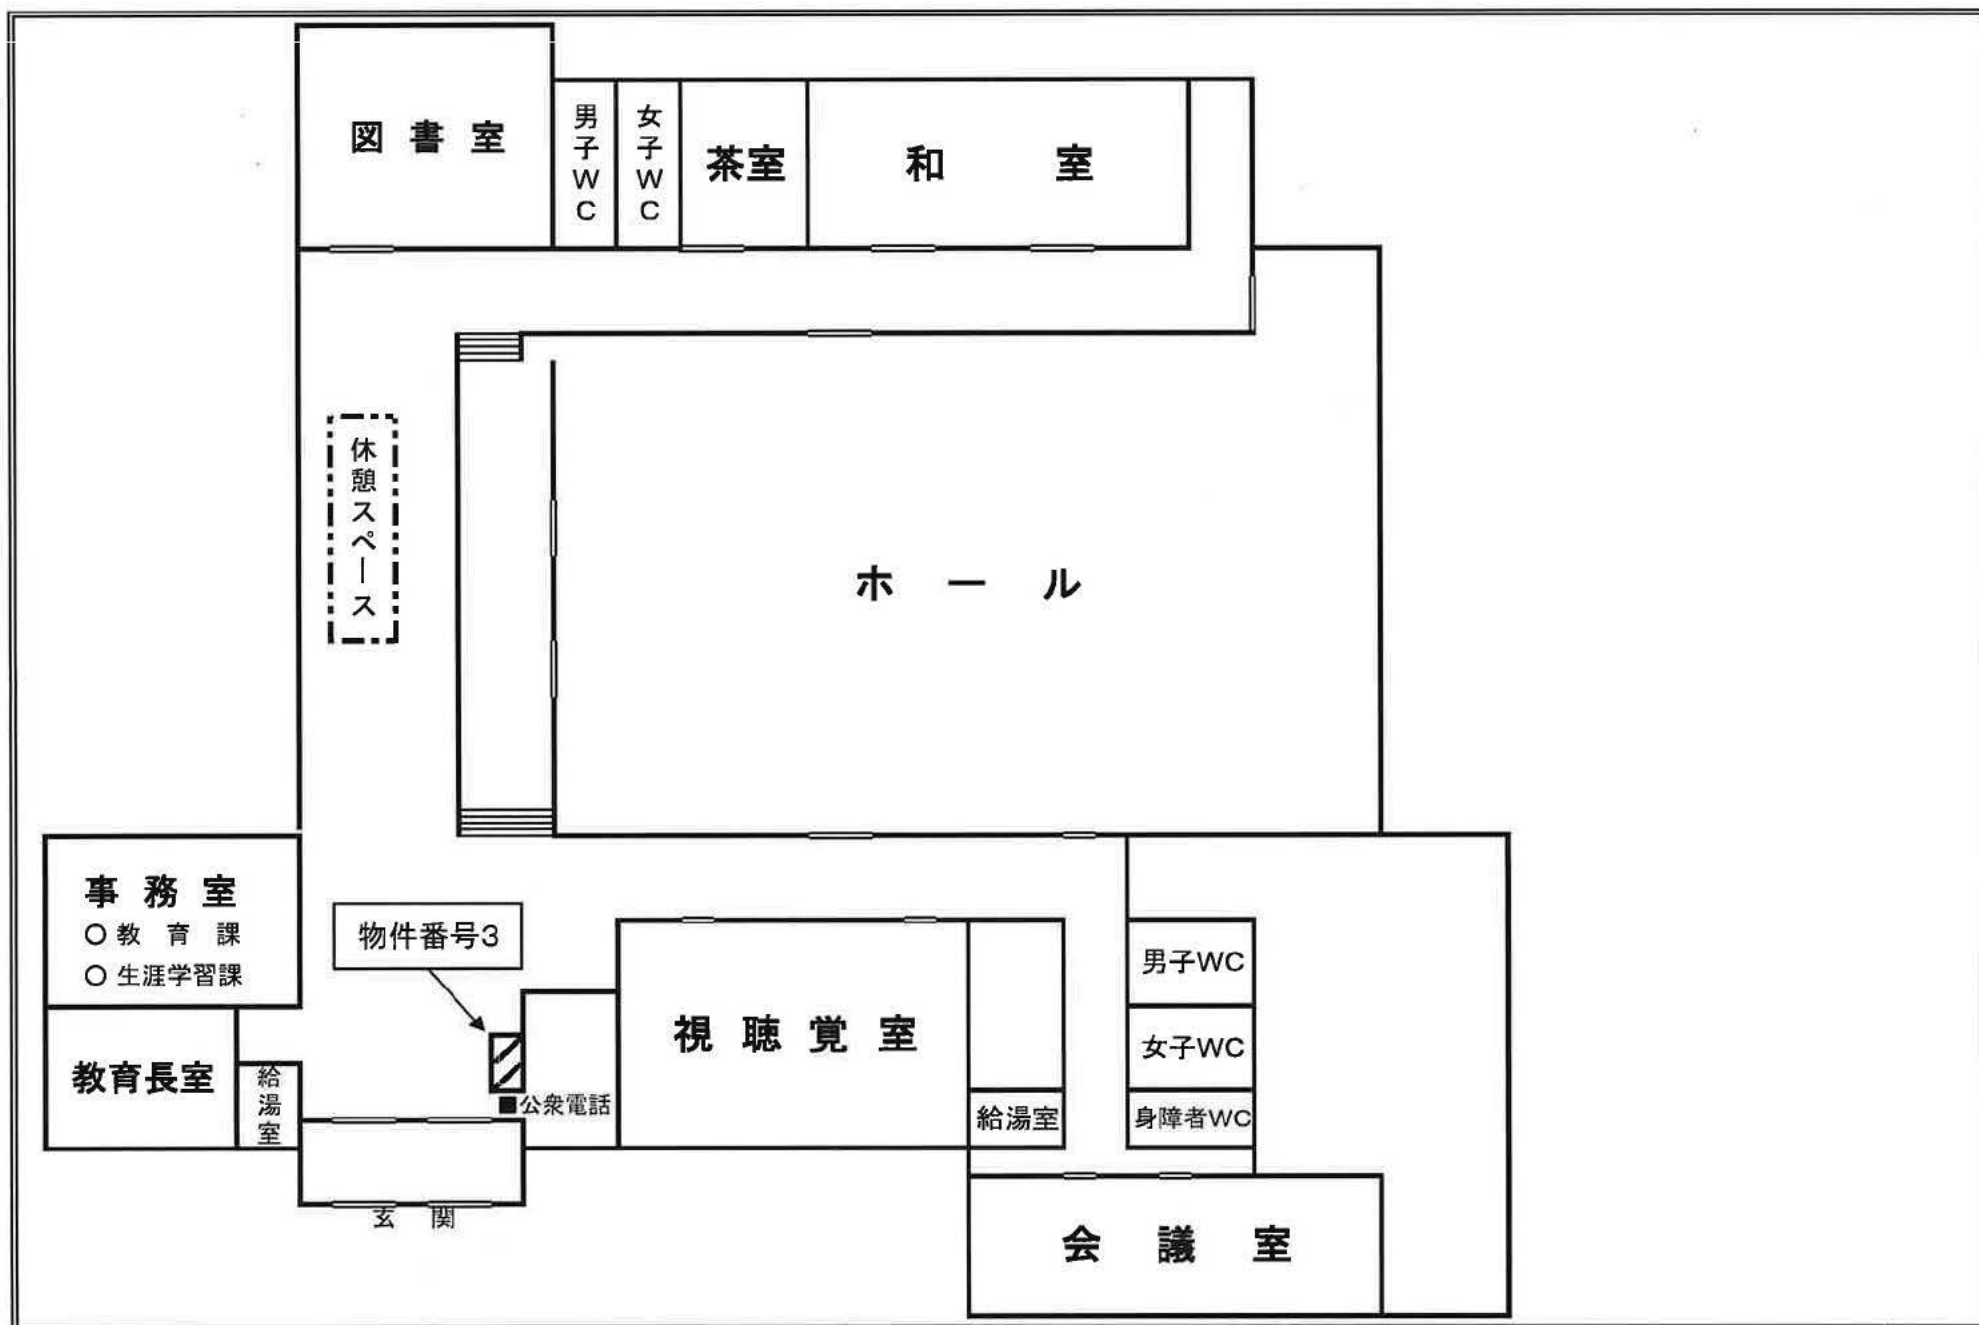 図書室
男子WC
女子WC
茶室
和室
休憩スペース
ホール
事務室
○教育課
○生涯学習課
物件番号3
教育長室
給湯室
■公衆電話
視聴覚室
給湯室
男子WC
女子WC
身障者WC
玄関
会議室